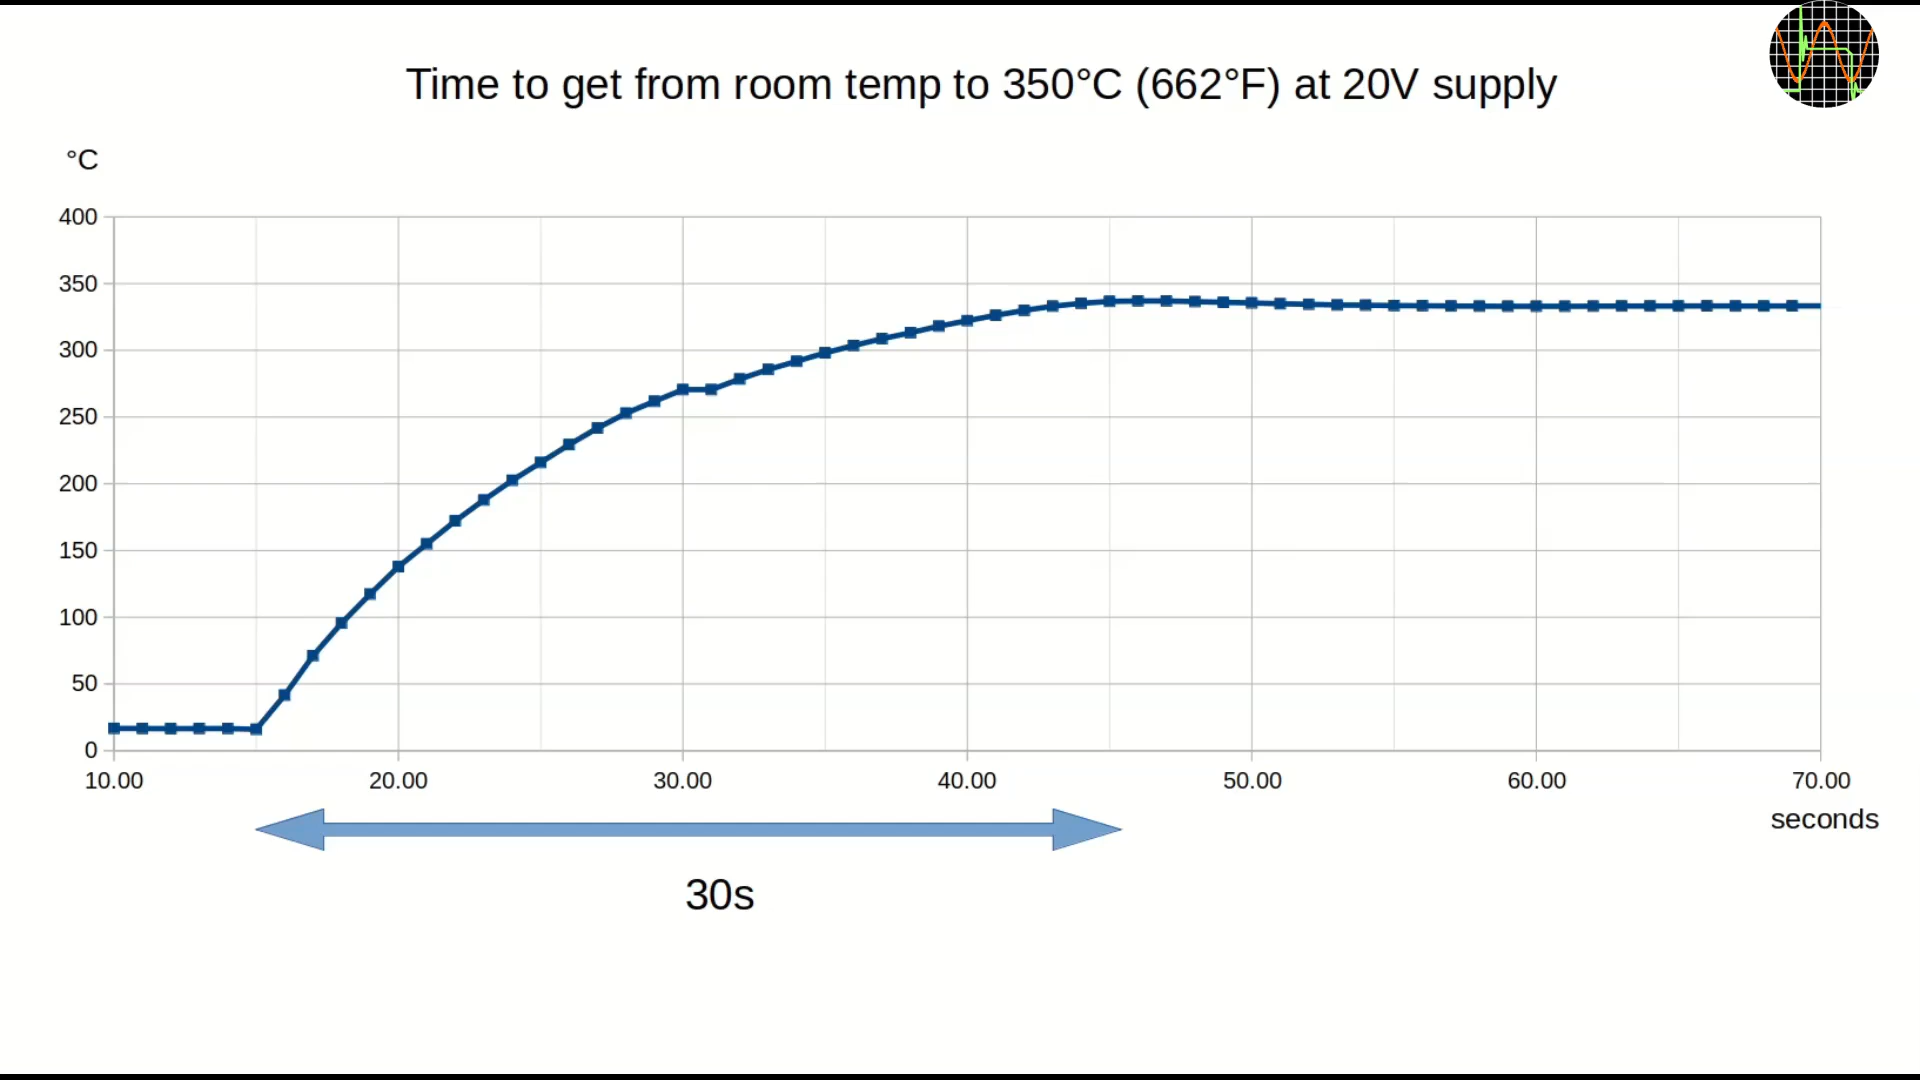 Time to get from room temp to 350°C (662°F) at 20V supply
°C
400
350
300
250
200
150
100
50
0
10.00 20.00 30.00 40.00 50.00 60.00 70.00
seconds
30s